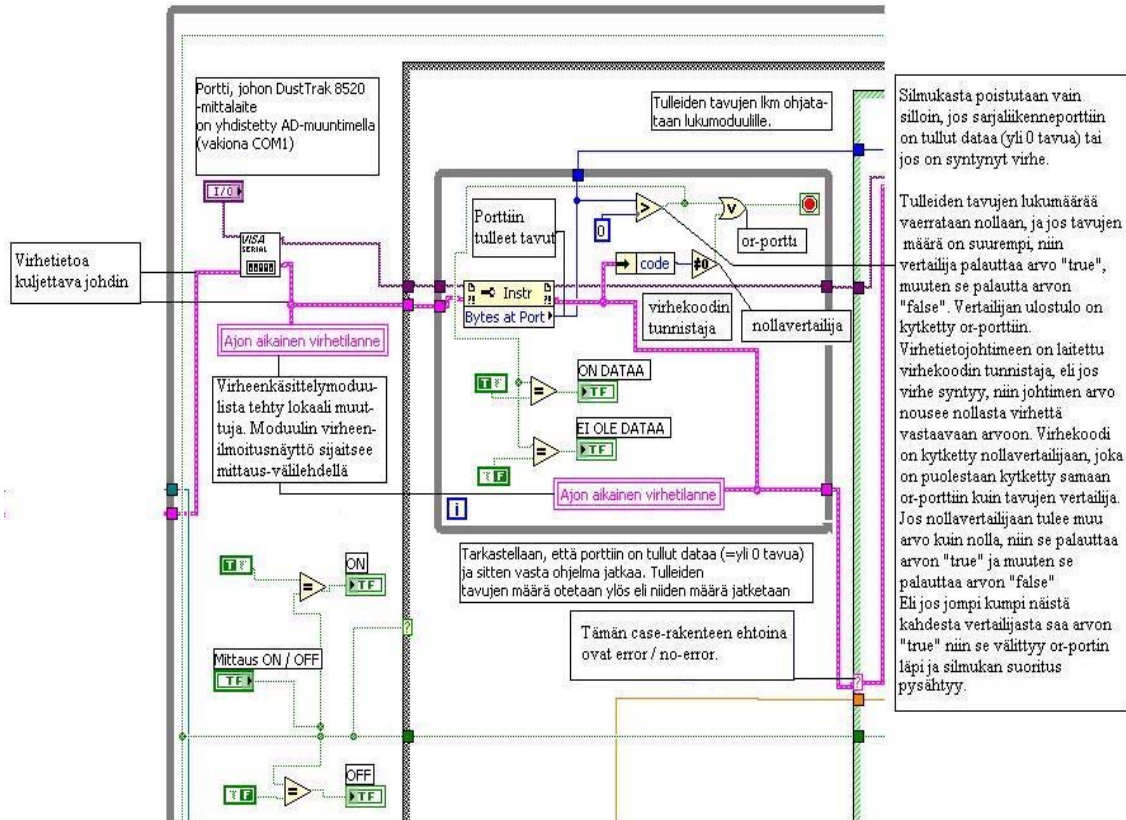 Portti, johon DustTrak 8520
-mittalaite
on yhdistetty AD-muuntimella
(vakiona COM1)
I/O
VISA
SERIAL
Virhetietoa
kuljettava johdin
Ajon aikainen virhetilanne
Virheenkäsittelymoduu-
lista tehty lokaali muut-
tuja. Moduulin virheen-
ilmoitusnäyttö sijaitsee
mittaus-välilehdellä
Tulleiden tavujen lkm ohjata-
taan lukumoduulille.
Porttiin
tulleet tavut
0
>
v
or-portti
code
≠0
Instr
Bytes at Port
virhekoodin
tunnistaja
nollavertailija
ON DATAA
T
=
TF
EI OLE DATAA
F
=
TF
Ajon aikainen virhetilanne
i
Tarkastellaan, että porttiin on tullut dataa (=yli 0 tavua)
ja sitten vasta ohjelma jatkaa. Tulleiden
tavujen määrä otetaan ylös eli niiden määrä jatketaan
Tämän case-rakenteen ehtoina
ovat error / no-error.
ON
T
=
TF
Mittaus ON / OFF
TF
OFF
F
=
TF
?
?
Silmukasta poistutaan vain
silloin, jos sarjaliikenneporttiin
on tullut dataa (yli 0 tavua) tai
jos on syntynyt virhe.
Tulleiden tavujen lukumäärää
vaerrataan nollaan, ja jos tavujen
määrä on suurempi, niin
vertailija palauttaa arvo "true",
muuten se palautta arvon
"false". Vertailijan ulostulo on
kytketty or-porttiin.
Virhetietojohtimeen on laitettu
virhekoodin tunnistaja, eli jos
virhe syntyy, niin johtimen arvo
nousee nollasta virhettä
vastaavaan arvoon. Virhekoodi
on kytketty nollavertailijaan, joka
on puolestaan kytketty samaan
or-porttiin kuin tavujen vertailija.
Jos nollavertailijaan tulee muu
arvo kuin nolla, niin se palauttaa
arvon "true" ja muuten se
palauttaa arvon "false"
Eli jos jompi kumpi näistä
kahdesta vertailijasta saa arvon
"true" niin se välittyy or-portin
läpi ja silmukan suoritus
pysähtyy.